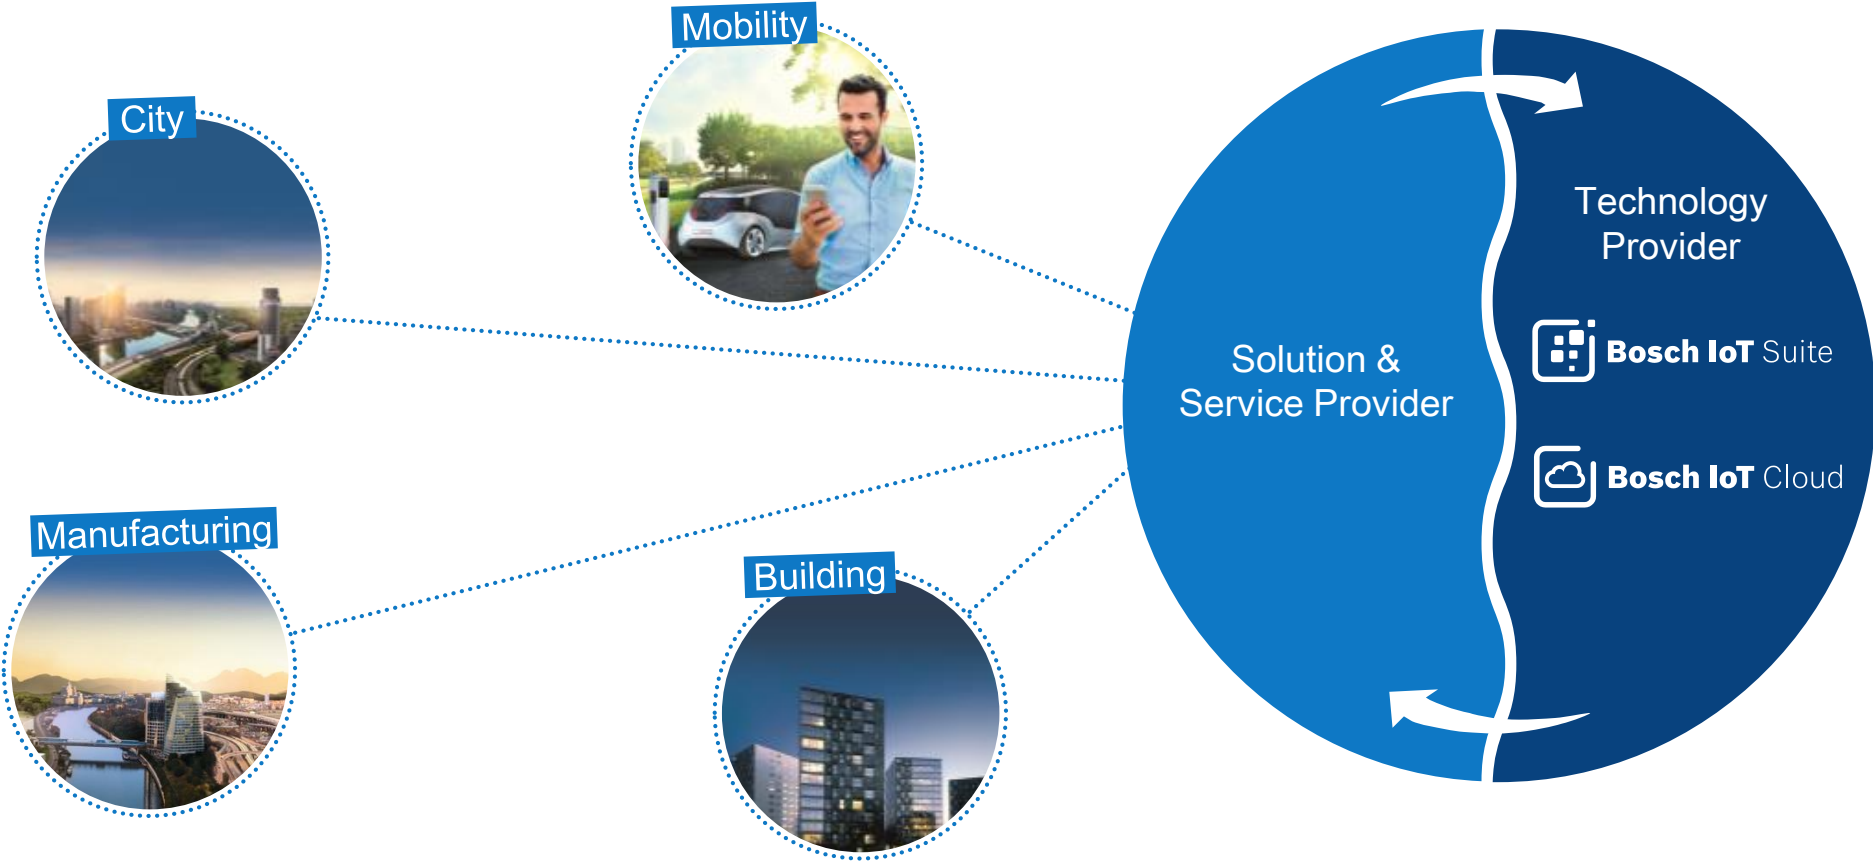 Mobility
City
Technology
Provider
Bosch IoT Suite
Solution &
Service Provider
Bosch IoT Cloud
Manufacturing
Building